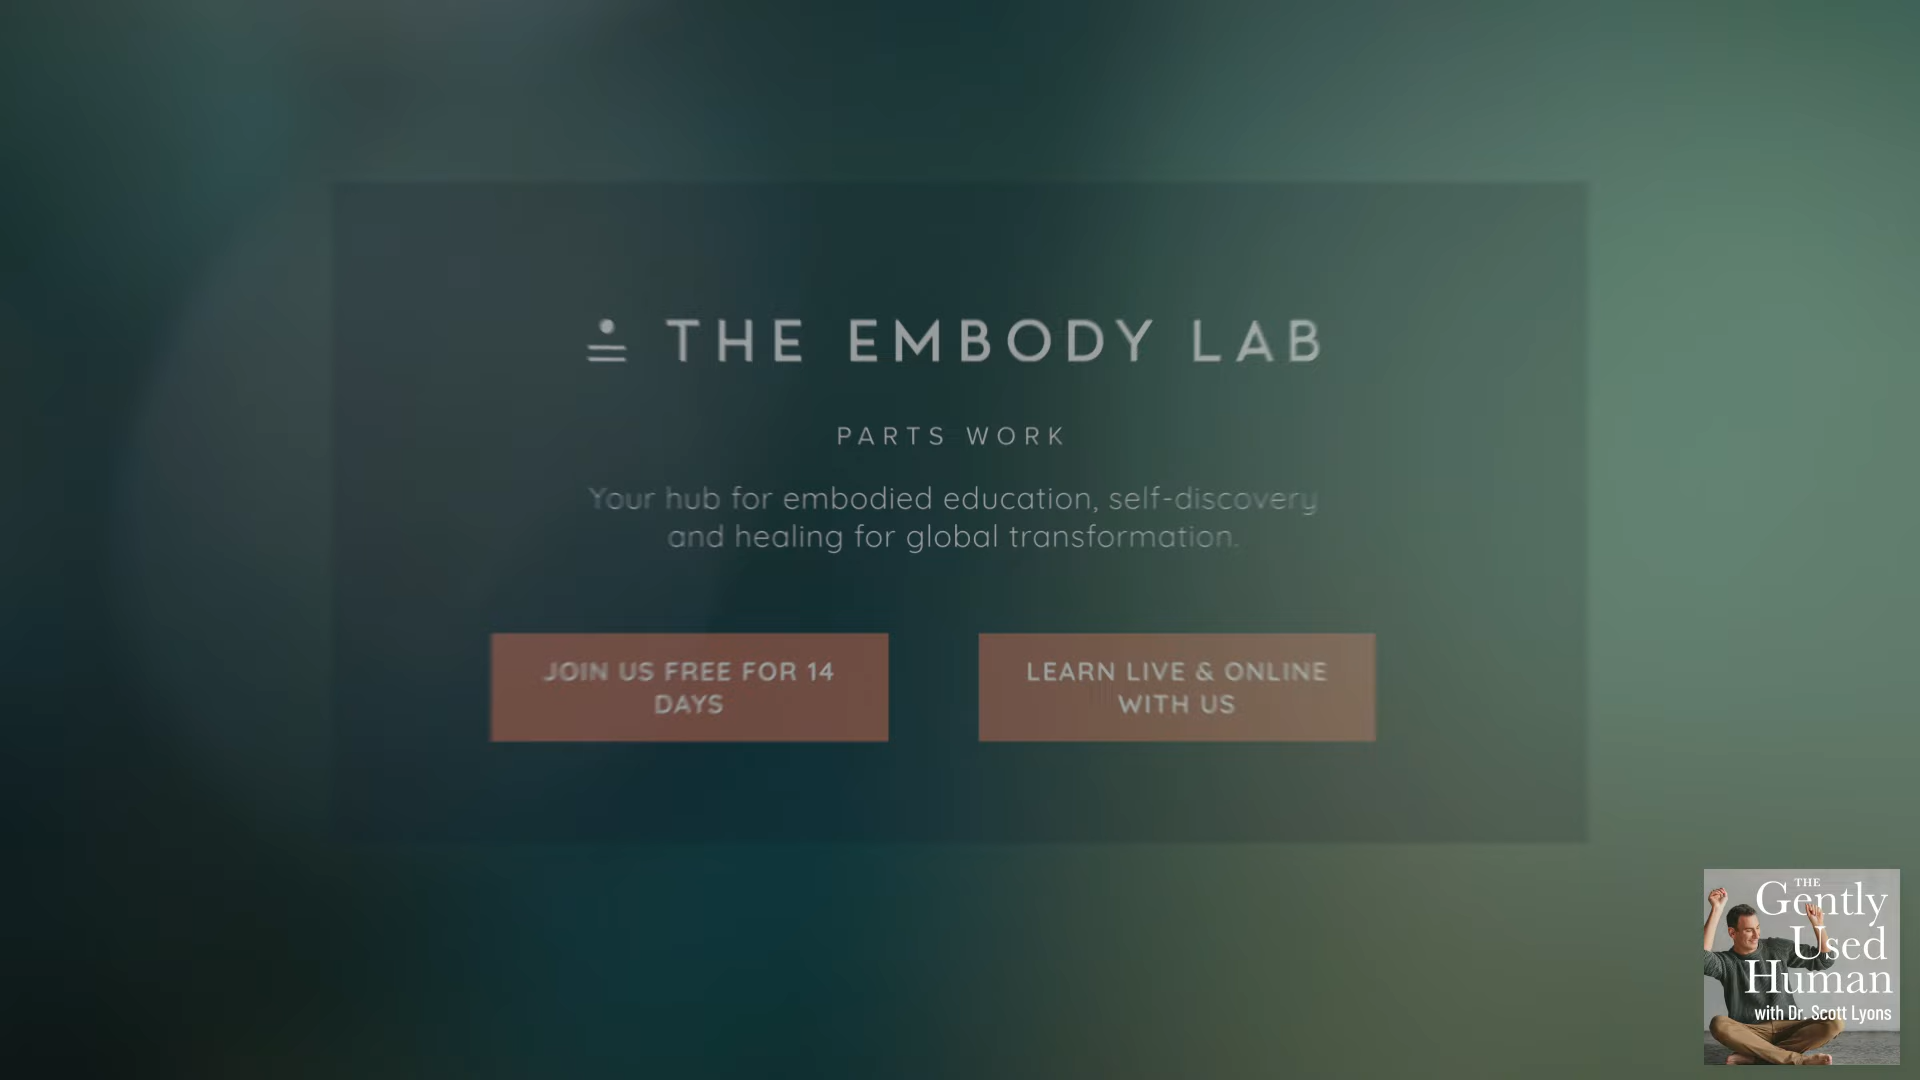 THE EMBODY LAB
PARTS WORK
Your hub for embodied education, self-discovery
and healing for global transformation.
JOIN US FREE FOR 14
DAYS
LEARN LIVE & ONLINE
WITH US
THE
Gently
Used
Human
with Dr. Scott Lyons